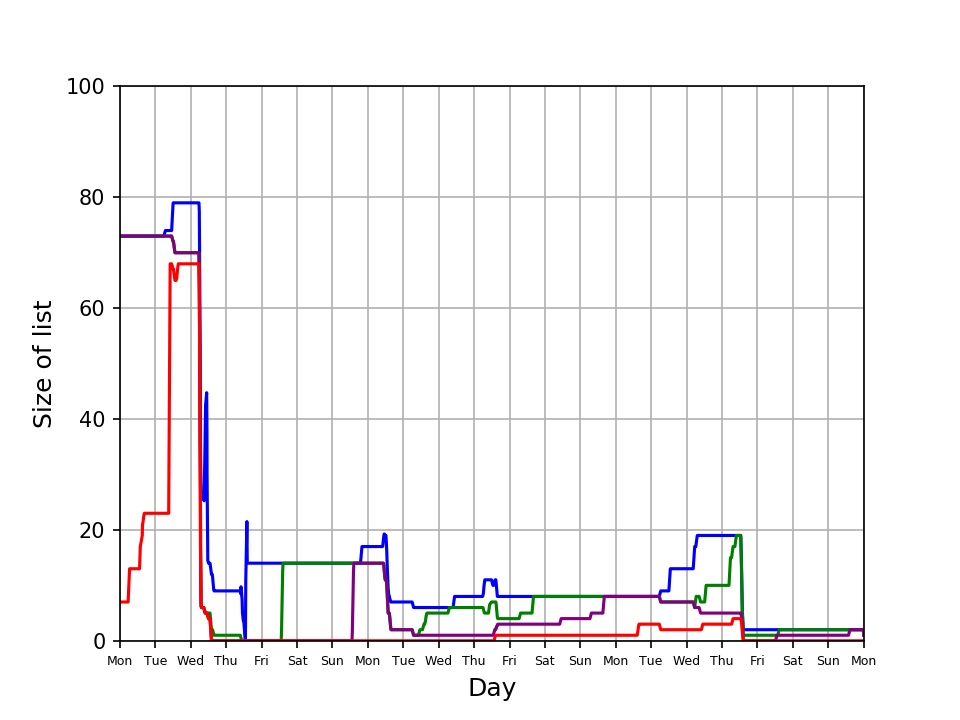 100
80
60
40
20
0
Size of list
Mon Tue Wed Thu Fri Sat Sun Mon Tue Wed Thu Fri Sat Sun Mon Tue Wed Thu Fri Sat Sun Mon
Day